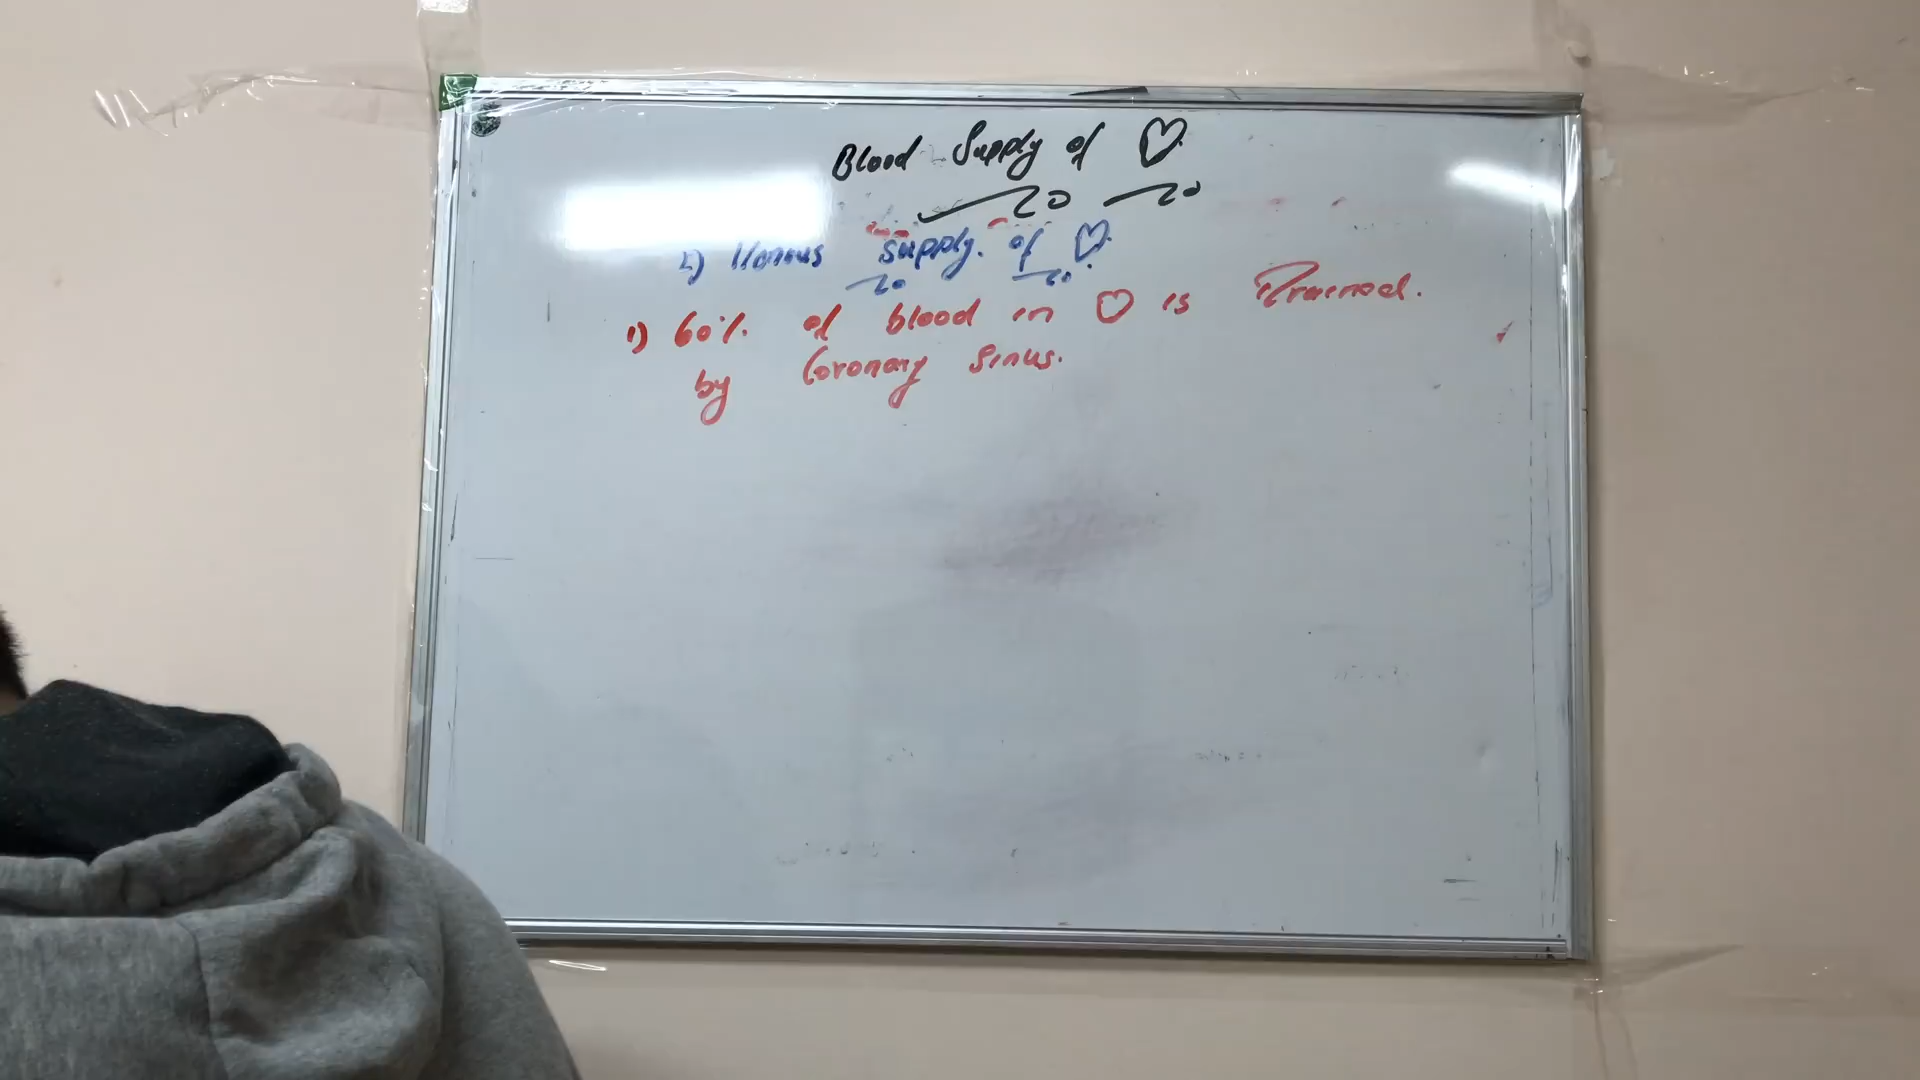 Blood Supply of ♡
2) Venous supply. of ♡.
1) 60% of blood in ♡ is Drained.
by Coronary Sinus.